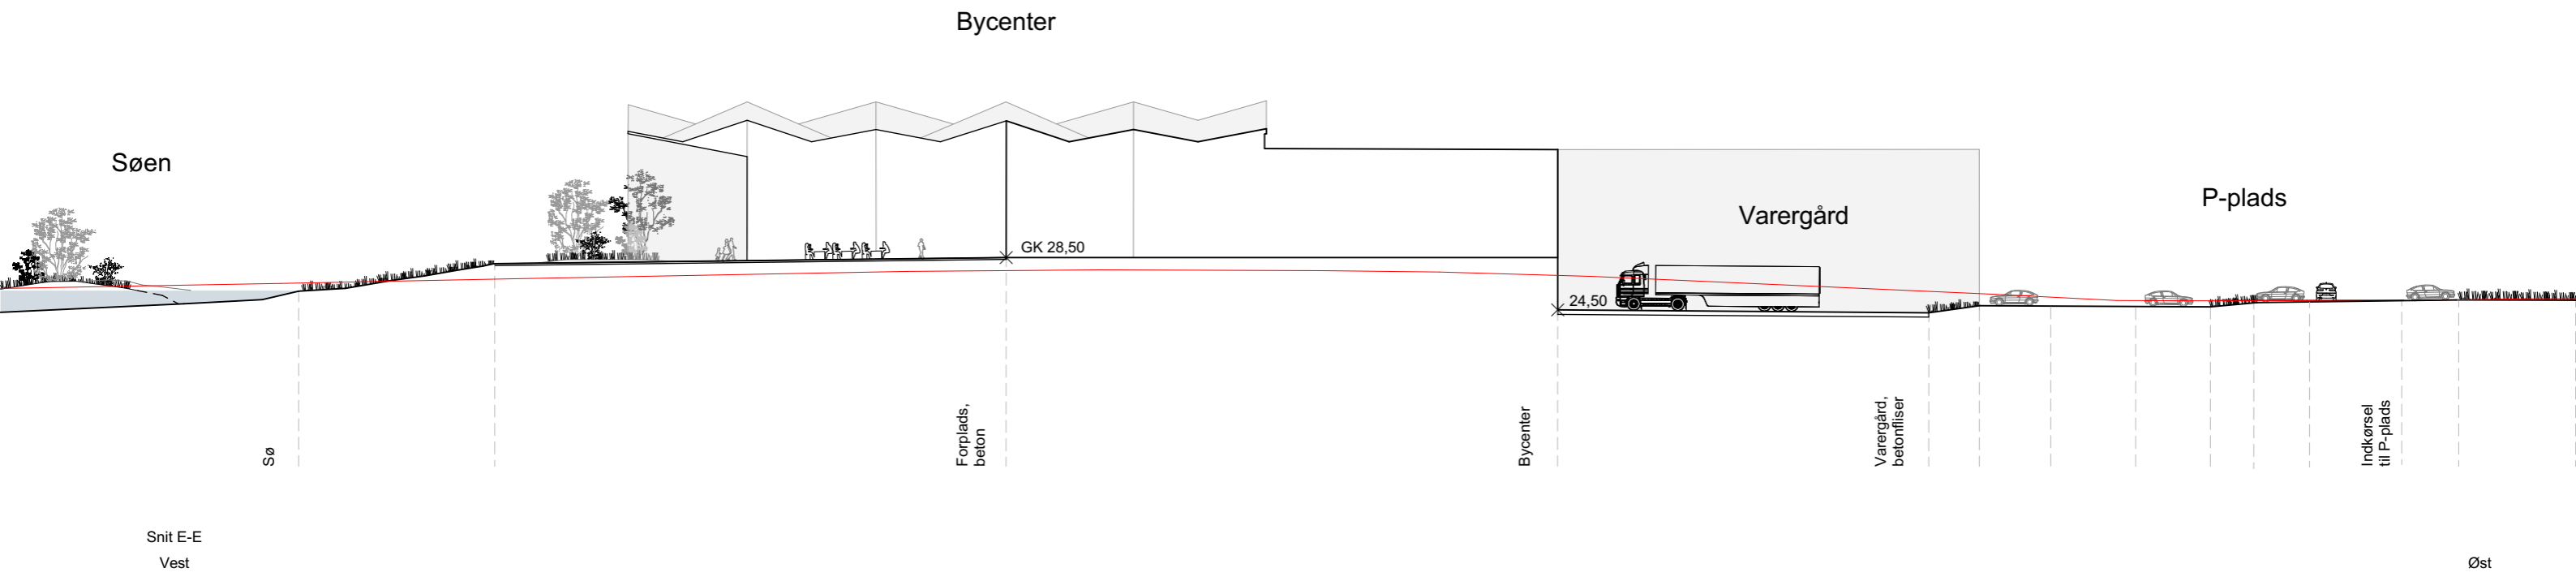 Bycenter
Søen
P-plads
Varergård
GK 28,50
24,50
Sø
Forplads,
beton
Bycenter
Varergård,
betonfliser
Indkørsel
til P-plads
Snit E-E
Vest
Øst